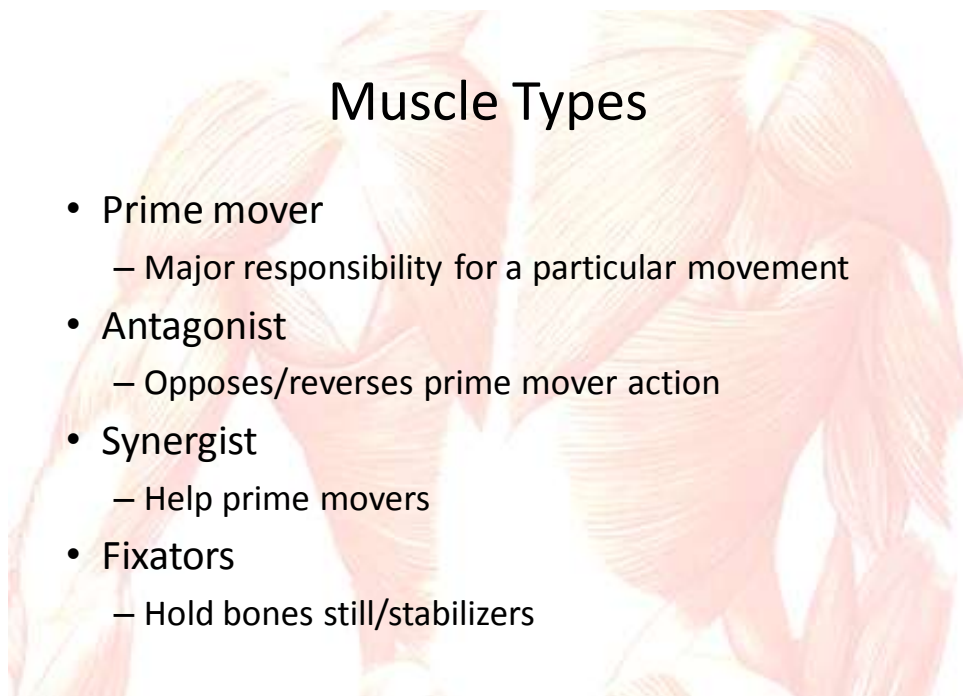 Muscle Types
• Prime mover
– Major responsibility for a particular movement
• Antagonist
– Opposes/reverses prime mover action
• Synergist
– Help prime movers
• Fixators
– Hold bones still/stabilizers